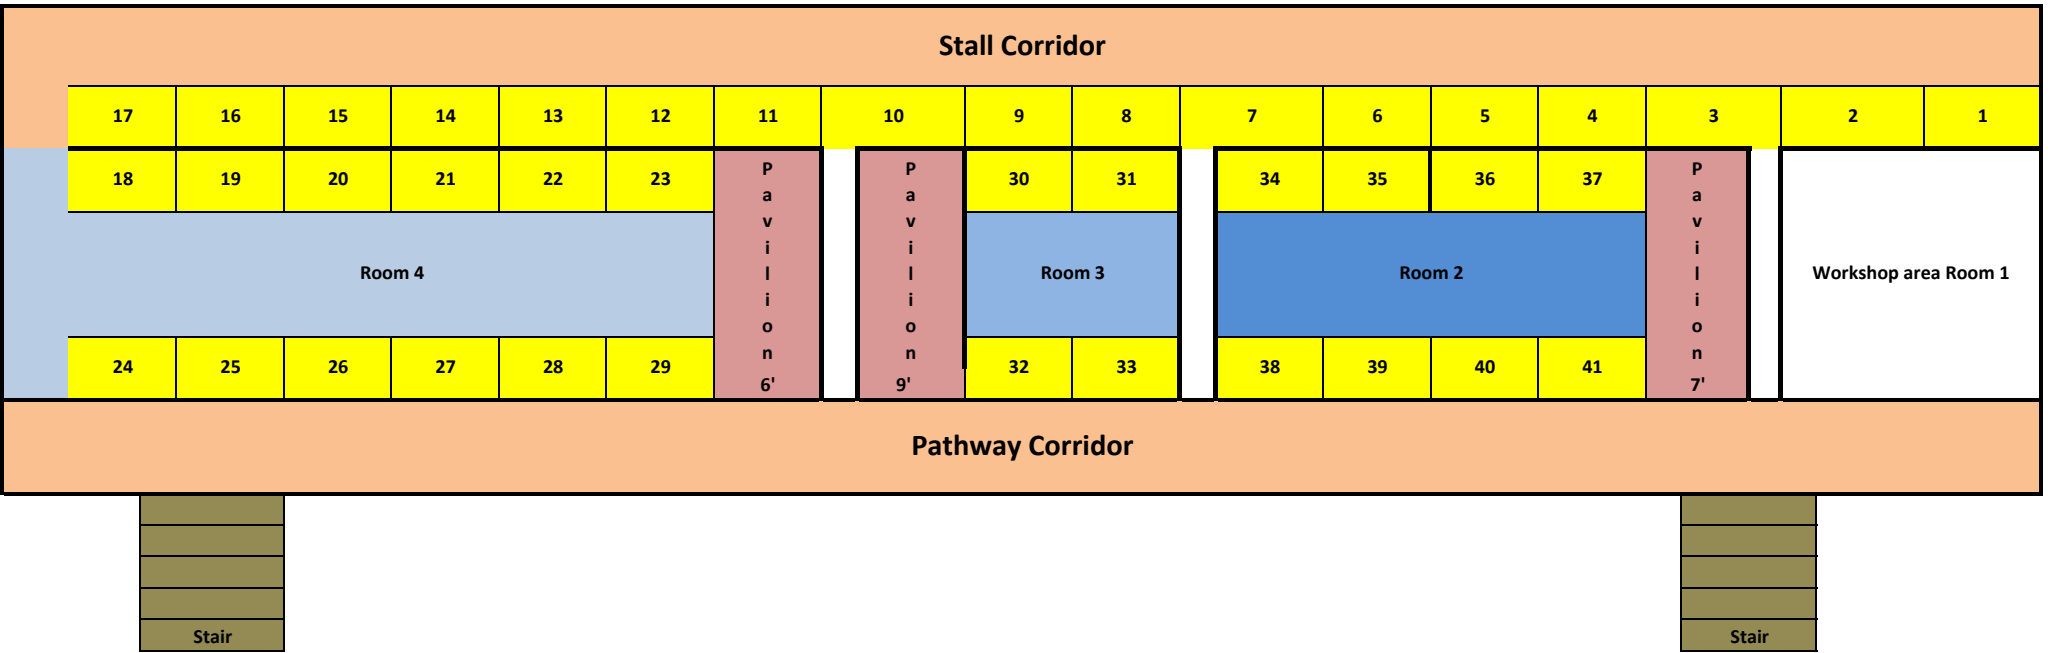 Stall Corridor
17 16 15 14 13 12 11 10 9 8 7 6 5 4 3 2 1
18 19 20 21 22 23 30 31 34 35 36 37
Pavilion 6'
Pavilion 9'
Pavilion 7'
Room 4 Room 3 Room 2 Workshop area Room 1
24 25 26 27 28 29 32 33 38 39 40 41
Pathway Corridor
Stair Stair